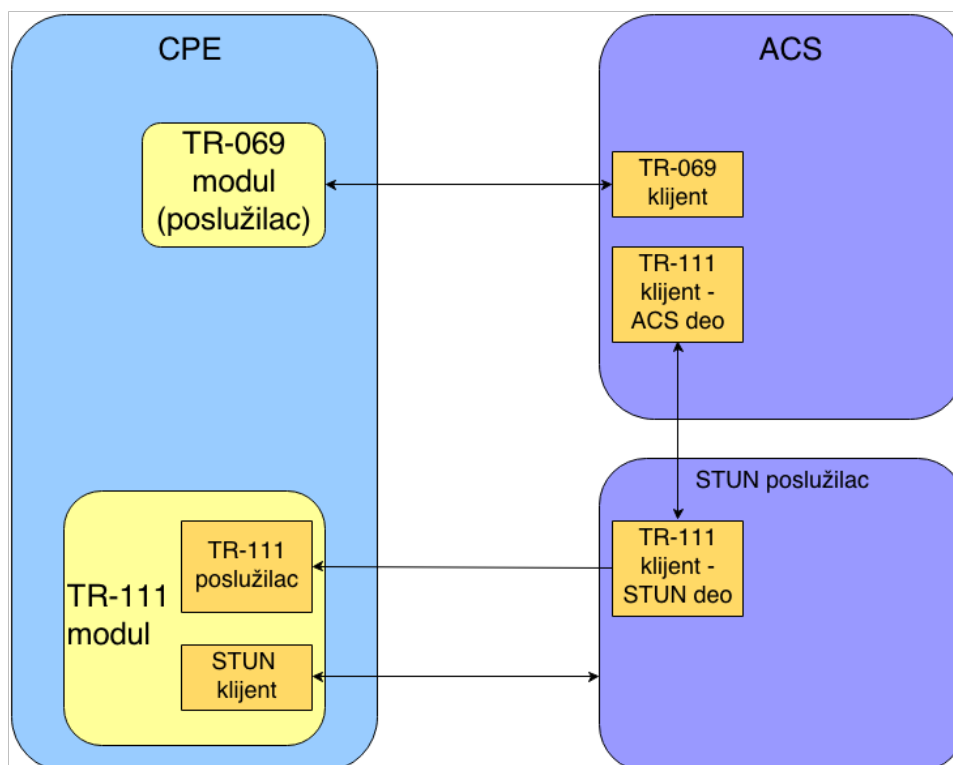 CPE
ACS
TR-069
modul
(poslužilac)
TR-069
klijent
TR-111
klijent -
ACS deo
STUN poslužilac
TR-111
modul
TR-111
poslužilac
STUN
klijent
TR-111
klijent -
STUN deo